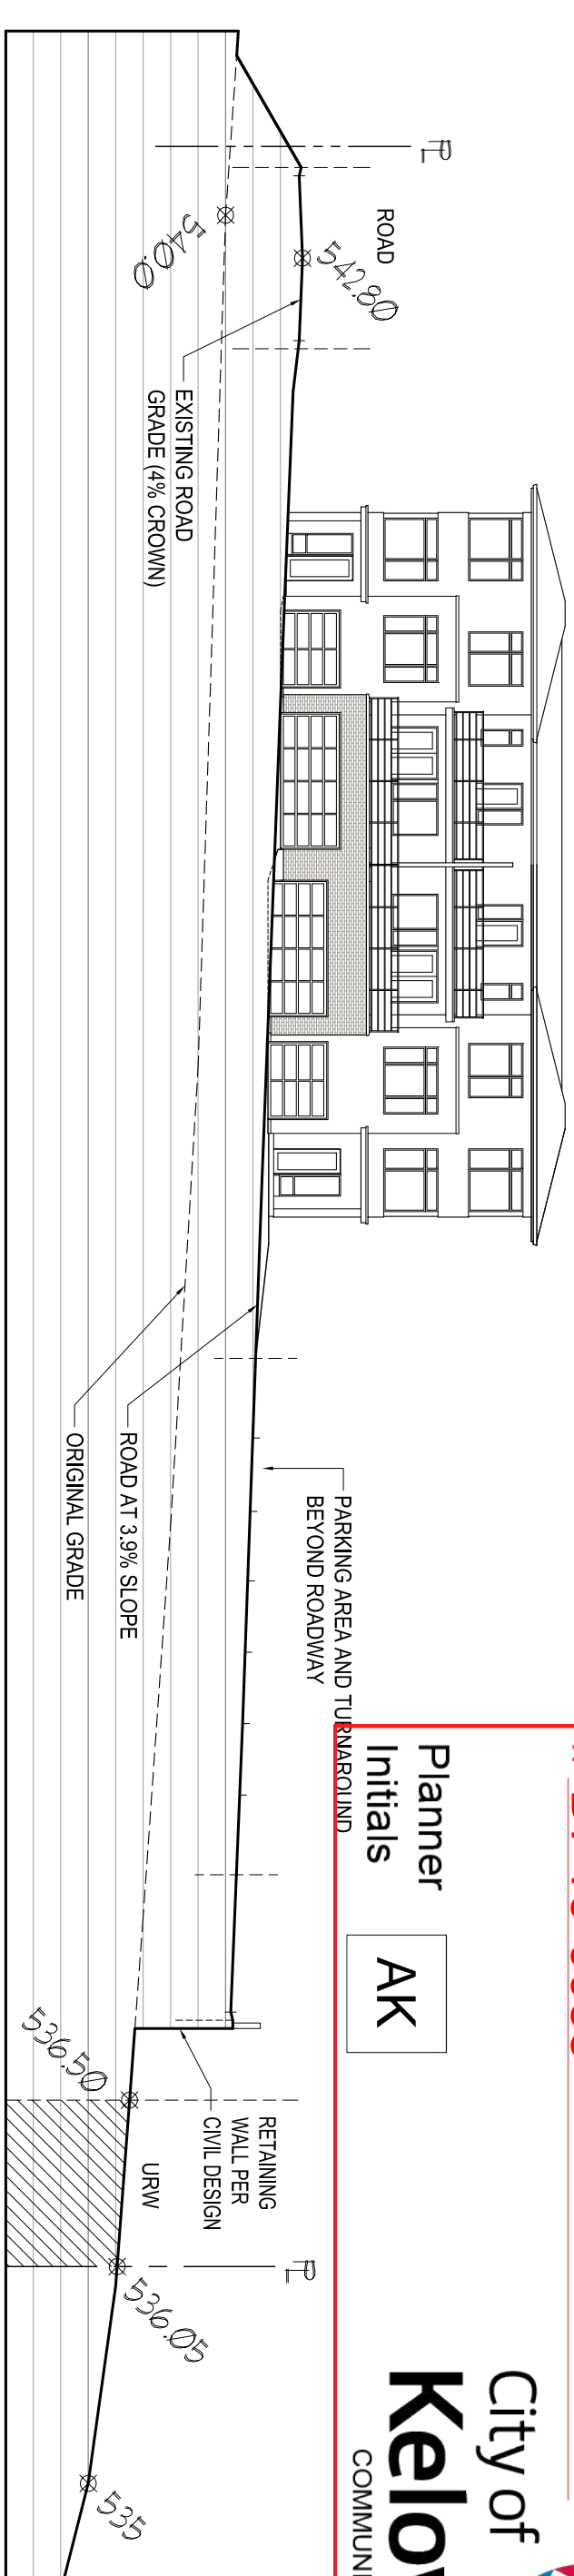 PL
ROAD
542.80
540.0
EXISTING ROAD
GRADE (4% CROWN)
PARKING AREA AND TURNAROUND
BEYOND ROADWAY
ROAD AT 3.9% SLOPE
ORIGINAL GRADE
RETAINING
WALL PER
CIVIL DESIGN
536.50
URW
PL
536.05
535
Planner
Initials
AK
City of
Kelo
COMMUN